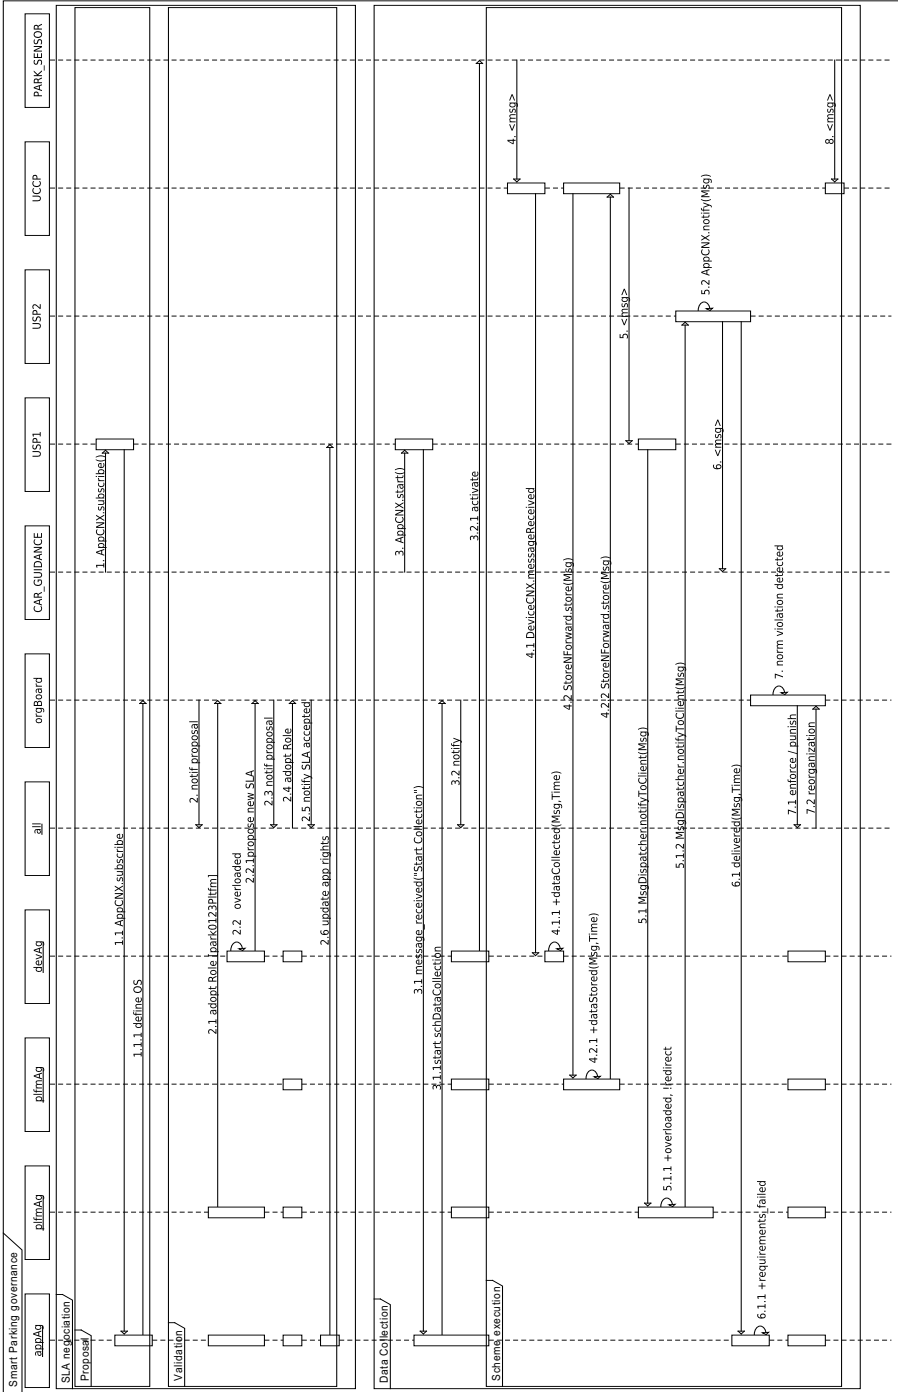 Smart Parking governance
appAg
plfmAg
plfmAg
devAg
all
orgBoard
CAR_GUIDANCE
USP1
USP2
UCCP
PARK_SENSOR
SLA negociation
Proposal
1. AppCNX.subscribe()
1.1 AppCNX.subscribe
1.1.1 define OS
Validation
2. notif proposal
2.1 adopt Role [park0123Pltfm]
2.2 overloaded
2.2.1propose new SLA
2.3 notif proposal
2.4 adopt Role
2.5 notify SLA accepted
2.6 update app rights
Data Collection
3. AppCNX.start()
3.1 message_received("Start Collection")
3.1.1start schDataCollection
3.2 notify
3.2.1 activate
Scheme execution
4. <msg>
4.1 DeviceCNX.messageReceived
4.1.1 +dataCollected(Msg,Time)
4.2 StoreNForward.store(Msg)
4.2.1 +dataStored(Msg,Time)
4.2.2 StoreNForward.store(Msg)
5. <msg>
5.1 MsgDispatcher.notifyToClient(Msg)
5.1.1 +overloaded, !redirect
5.1.2 MsgDispatcher.notifyToClient(Msg)
5.2 AppCNX.notify(Msg)
6. <msg>
6.1 delivered(Msg,Time)
6.1.1 +requirements_failed
7. norm violation detected
7.1 enforce / punish
7.2 reorganization
8. <msg>